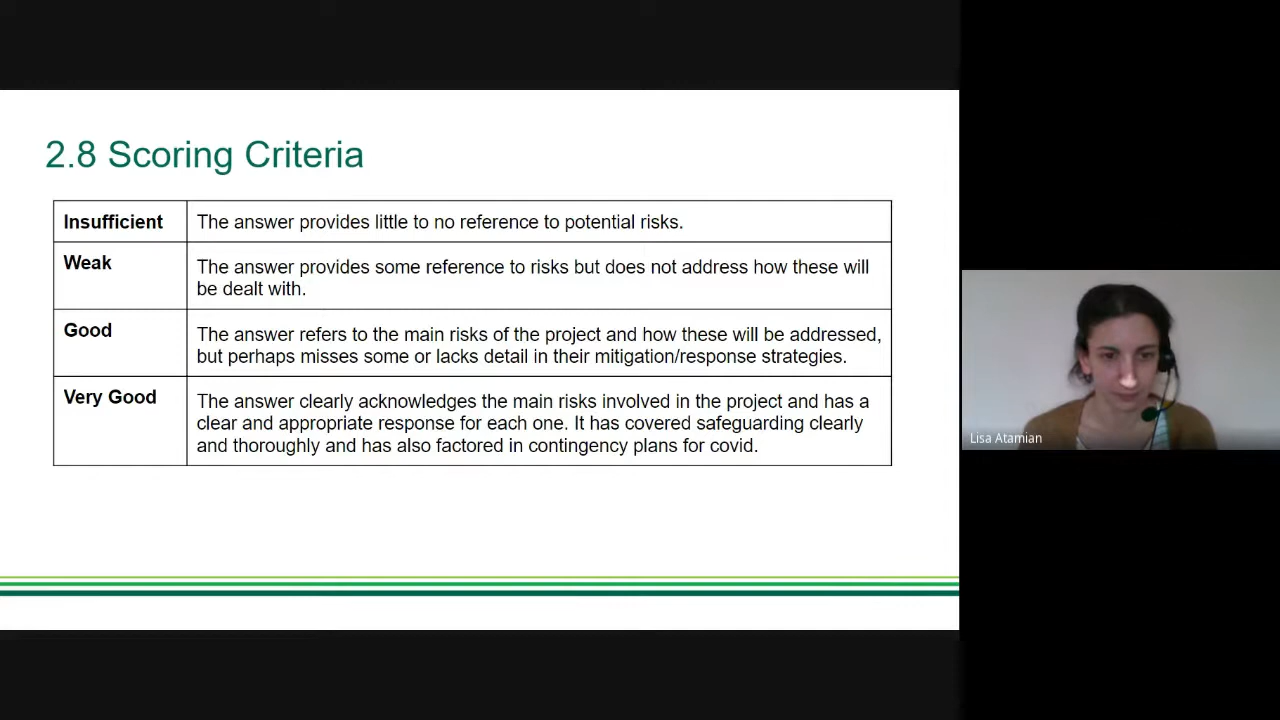 2.8 Scoring Criteria
Insufficient
The answer provides little to no reference to potential risks.
Weak
The answer provides some reference to risks but does not address how these will
be dealt with.
Good
The answer refers to the main risks of the project and how these will be addressed,
but perhaps misses some or lacks detail in their mitigation/response strategies.
Very Good
The answer clearly acknowledges the main risks involved in the project and has a
clear and appropriate response for each one. It has covered safeguarding clearly
and thoroughly and has also factored in contingency plans for covid.
Lisa Atamian